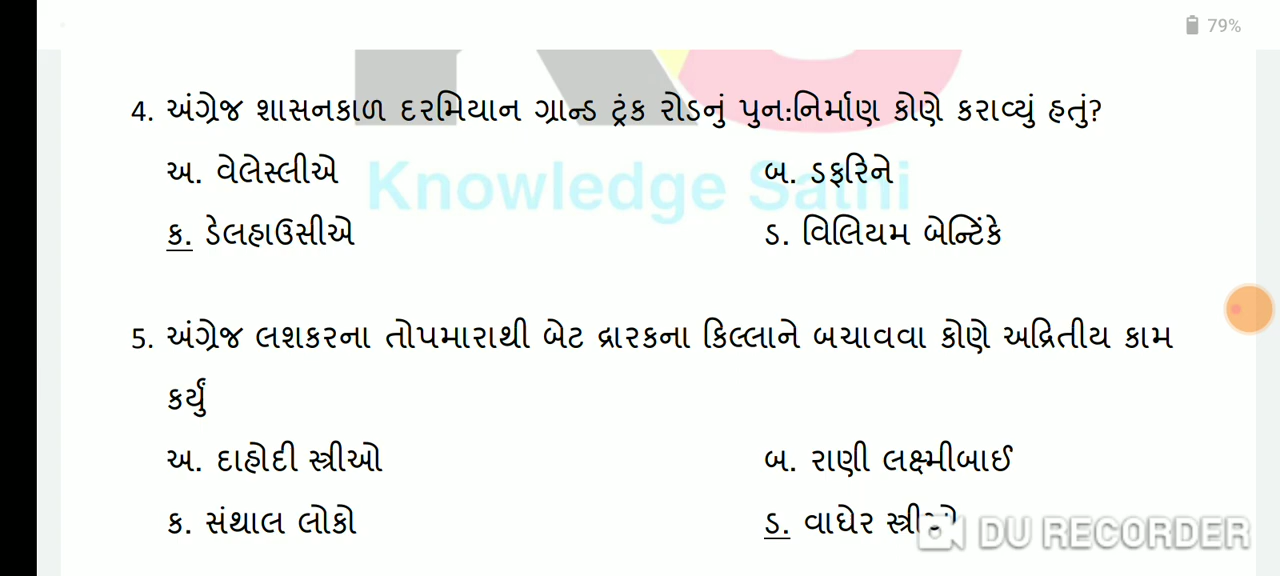 79%
4. અંગ્રેજ શાસનકાળ દરમિયાન ગ્રાન્ડ ટ્રંક રોડનું પુન:નિર્માણ કોણે કરાવ્યું હતું?
અ. વેલેસ્લીએ બ. ડફરિને
Knowledge Sathi
ક. ડેલહાઉસીએ ડ. વિલિયમ બેન્ટિંકે
5. અંગ્રેજ લશકરના તોપમારાથી બેટ દ્રારકના કિલ્લાને બચાવવા કોણે અદ્રિતીય કામ
કર્યું
અ. દાહોદી સ્ત્રીઓ બ. રાણી લક્ષ્મીબાઈ
ક. સંથાલ લોકો ડ. વાઘેર સ્ત્રીઓ
DU RECORDER